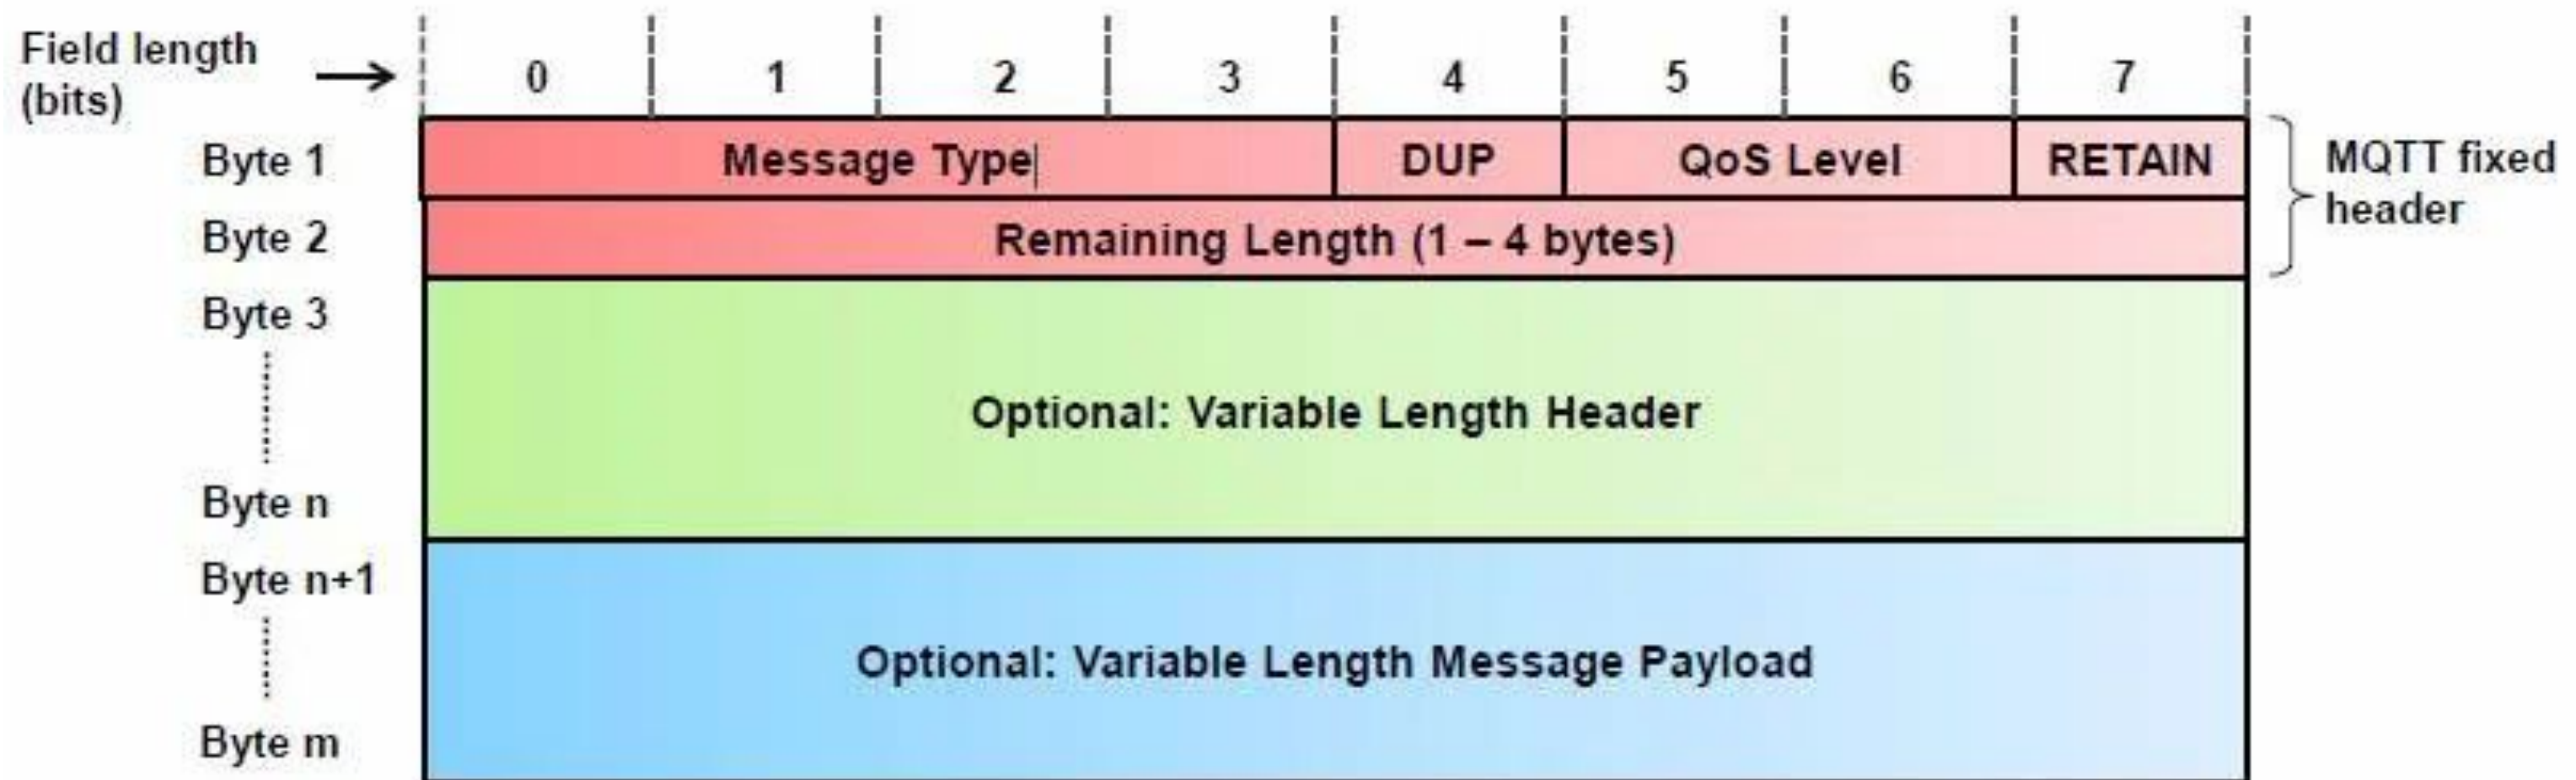 Field length
(bits)
0 1 2 3 4 5 6 7
Byte 1 Message Type DUP QoS Level RETAIN
MQTT fixed
header
Byte 2 Remaining Length (1 – 4 bytes)
Byte 3
Optional: Variable Length Header
Byte n
Byte n+1
Optional: Variable Length Message Payload
Byte m